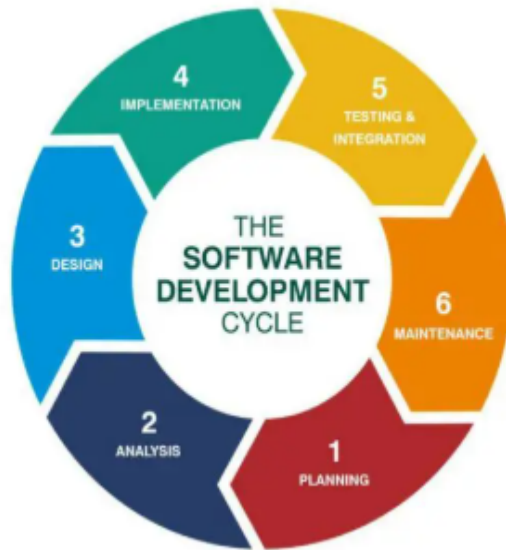 THE
SOFTWARE
DEVELOPMENT
CYCLE
1
PLANNING
2
ANALYSIS
3
DESIGN
4
IMPLEMENTATION
5
TESTING &
INTEGRATION
6
MAINTENANCE